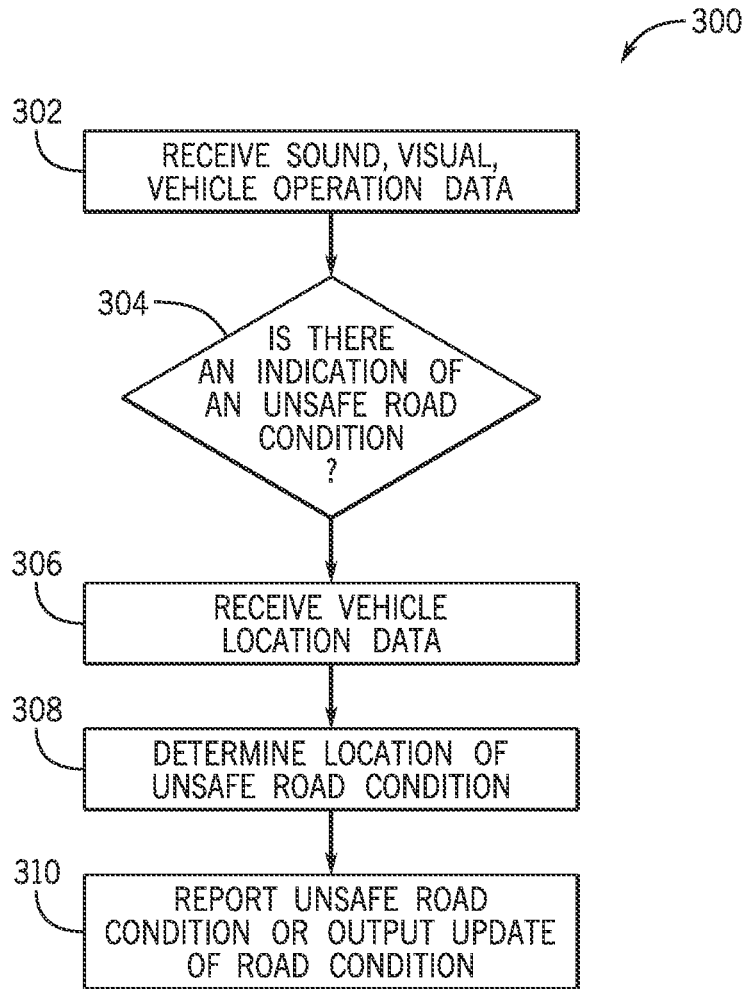 300
302
RECEIVE SOUND, VISUAL,
VEHICLE OPERATION DATA
304
IS THERE
AN INDICATION OF
AN UNSAFE ROAD
CONDITION
?
306
RECEIVE VEHICLE
LOCATION DATA
308
DETERMINE LOCATION OF
UNSAFE ROAD CONDITION
310
REPORT UNSAFE ROAD
CONDITION OR OUTPUT UPDATE
OF ROAD CONDITION